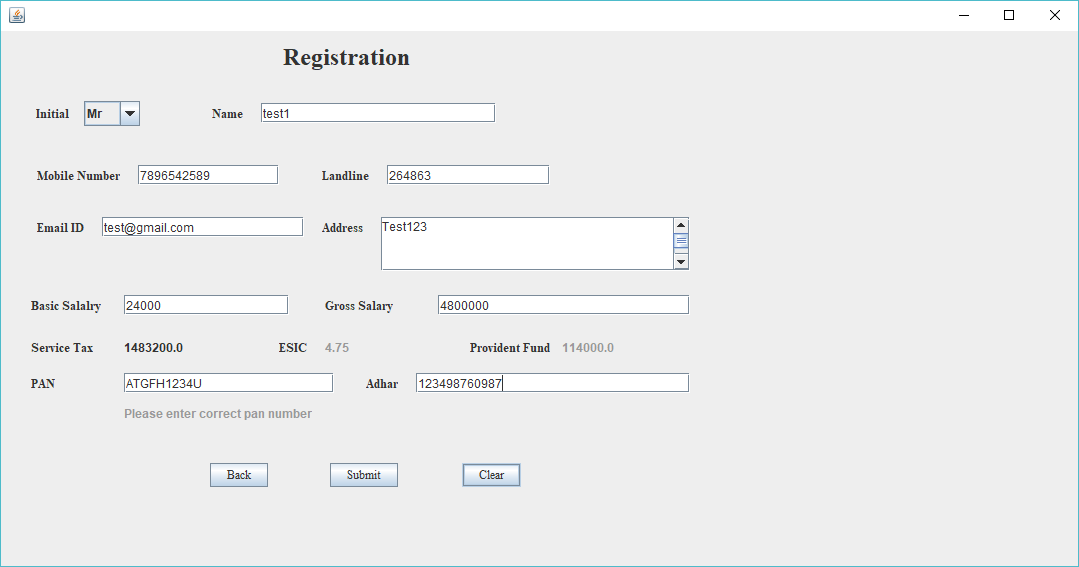 Registration
Initial Mr Name test1
Mobile Number 7896542589 Landline 264863
Email ID test@gmail.com Address Test123
Basic Salalry 24000 Gross Salary 4800000
Service Tax 1483200.0 ESIC 4.75 Provident Fund 114000.0
PAN ATGFH1234U Adhar 123498760987
Please enter correct pan number
Back Submit Clear